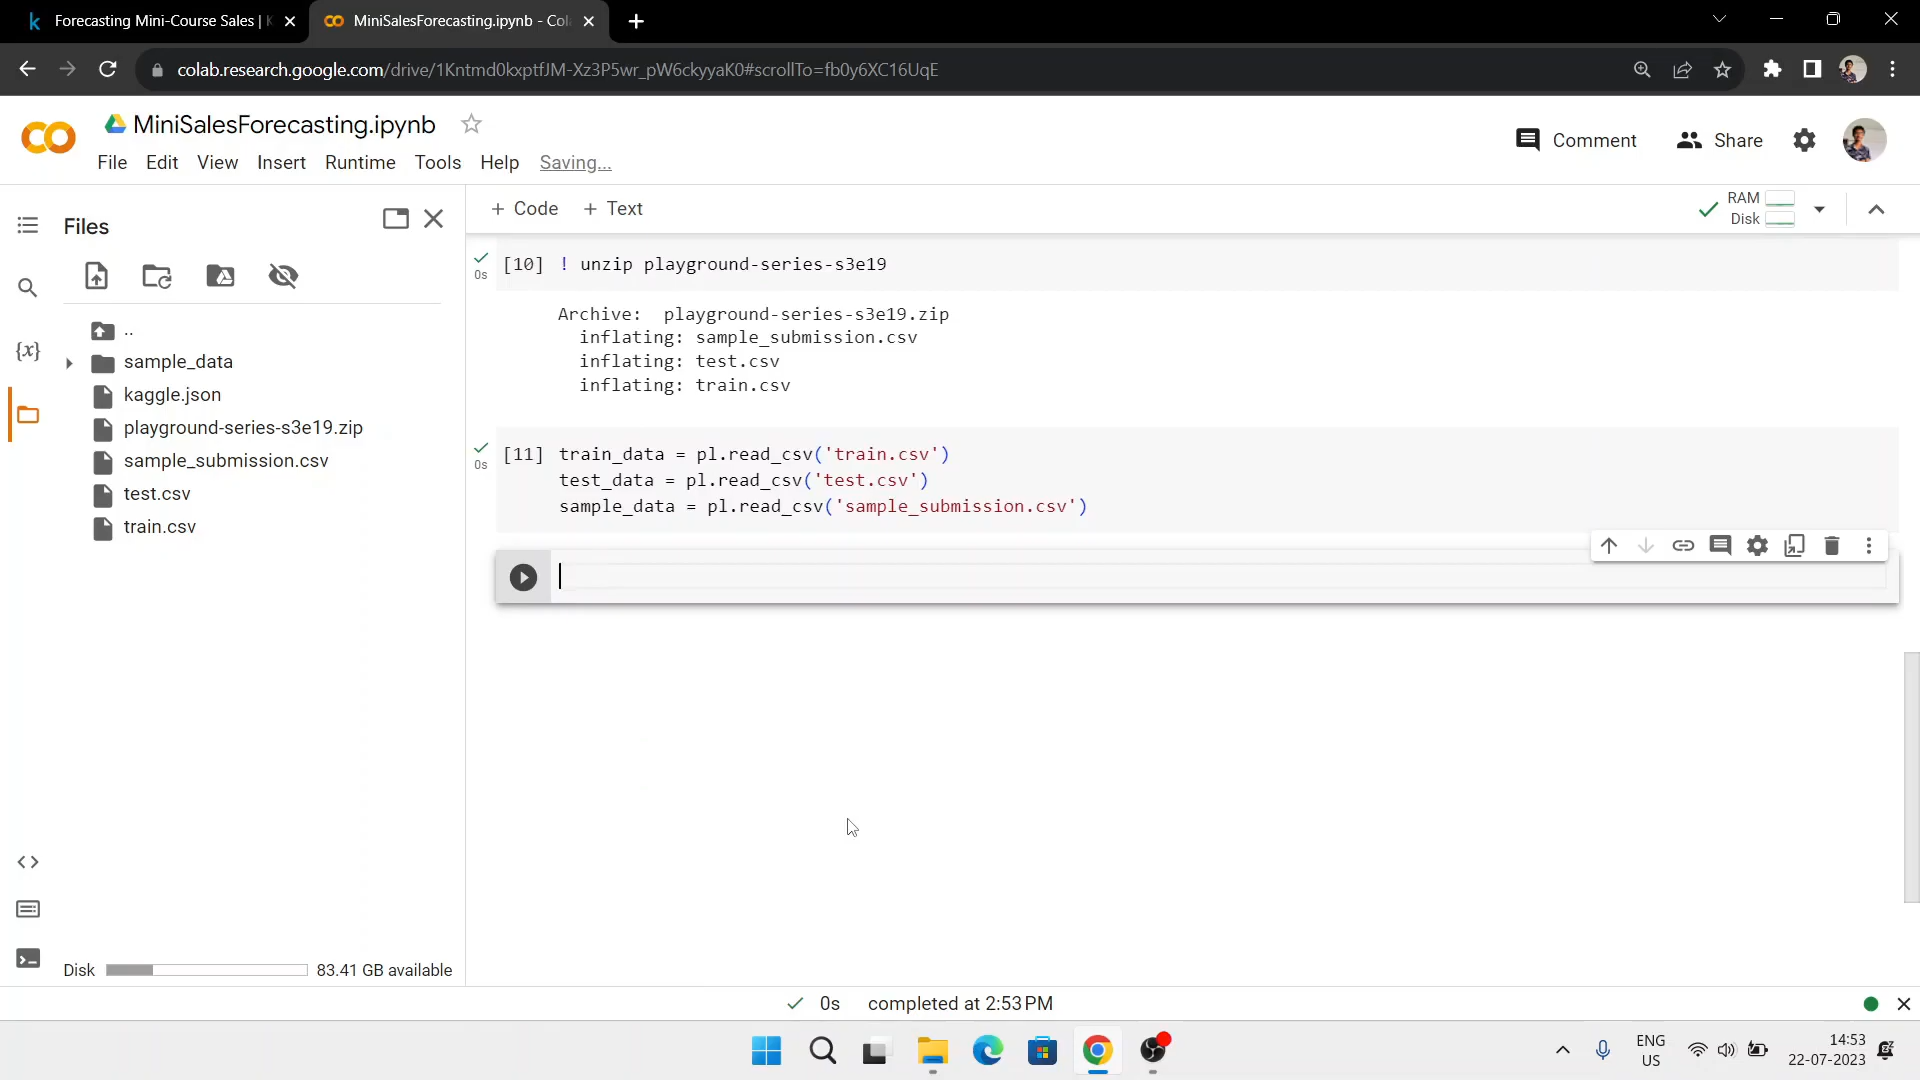 Forecasting Mini-Course Sales |
MiniSalesForecasting.ipynb - Col
colab.research.google.com/drive/1Kntmd0kxptfJM-Xz3P5wr_pW6ckyyaK0#scrollTo=fb0y6XC16UqE
MiniSalesForecasting.ipynb
Comment
Share
File Edit View Insert Runtime Tools Help Saving...
Files
+ Code + Text
RAM
Disk
..
sample_data
kaggle.json
playground-series-s3e19.zip
sample_submission.csv
test.csv
train.csv
{x}
0s
[10] ! unzip playground-series-s3e19
Archive:  playground-series-s3e19.zip
inflating: sample_submission.csv
inflating: test.csv
inflating: train.csv
0s
[11] train_data = pl.read_csv('train.csv')
test_data = pl.read_csv('test.csv')
sample_data = pl.read_csv('sample_submission.csv')
Disk 83.41 GB available
0s completed at 2:53 PM
ENG
US
14:53
22-07-2023